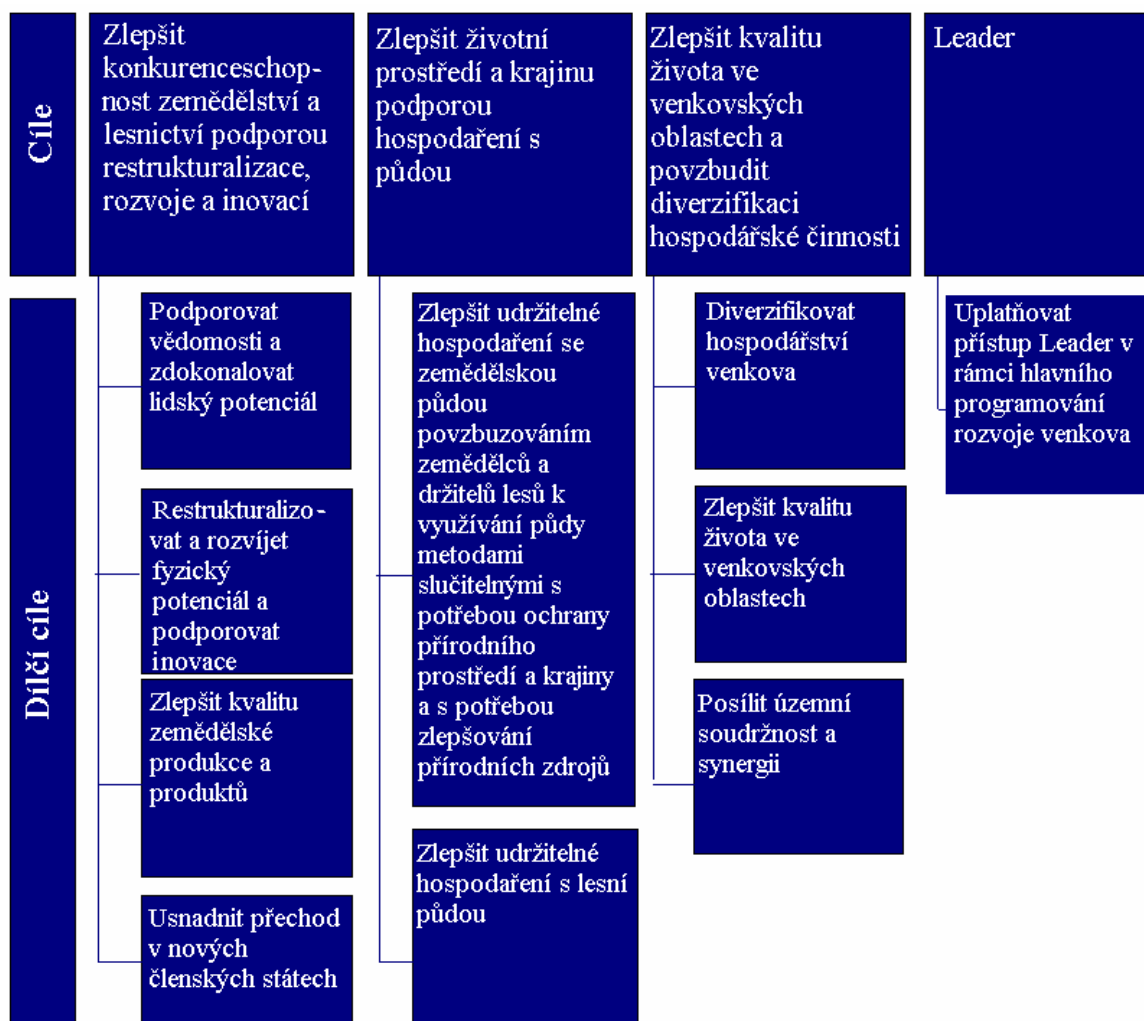 Cíle
Zlepšit
konkurenceschop-
nost zemědělství a
lesnictví podporou
restrukturalizace,
rozvoje a inovací
Zlepšit životní
prostředí a krajinu
podporou
hospodaření s
půdou
Zlepšit kvalitu
života ve
venkovských
oblastech a
povzbudit
diverzifikaci
hospodářské činnosti
Leader
Dílčí cíle
Podporovat
vědomosti a
zdokonalovat
lidský potenciál
Restrukturalizo-
vat a rozvíjet
fyzický
potenciál a
podporovat
inovace
Zlepšit kvalitu
zemědělské
produkce a
produktů
Usnadnit přechod
v nových
členských státech
Zlepšit udržitelné
hospodaření se
zemědělskou
půdou
povzbuzováním
zemědělců a
držitelů lesů k
využívání půdy
metodami
slučitelnými s
potřebou ochrany
přírodního
prostředí a krajiny
a s potřebou
zlepšování
přírodních zdrojů
Zlepšit udržitelné
hospodaření s lesní
půdou
Diverzifikovat
hospodářství
venkova
Zlepšit kvalitu
života ve
venkovských
oblastech
Posílit územní
soudržnost a
synergii
Uplatňovat
přístup Leader v
rámci hlavního
programování
rozvoje venkova